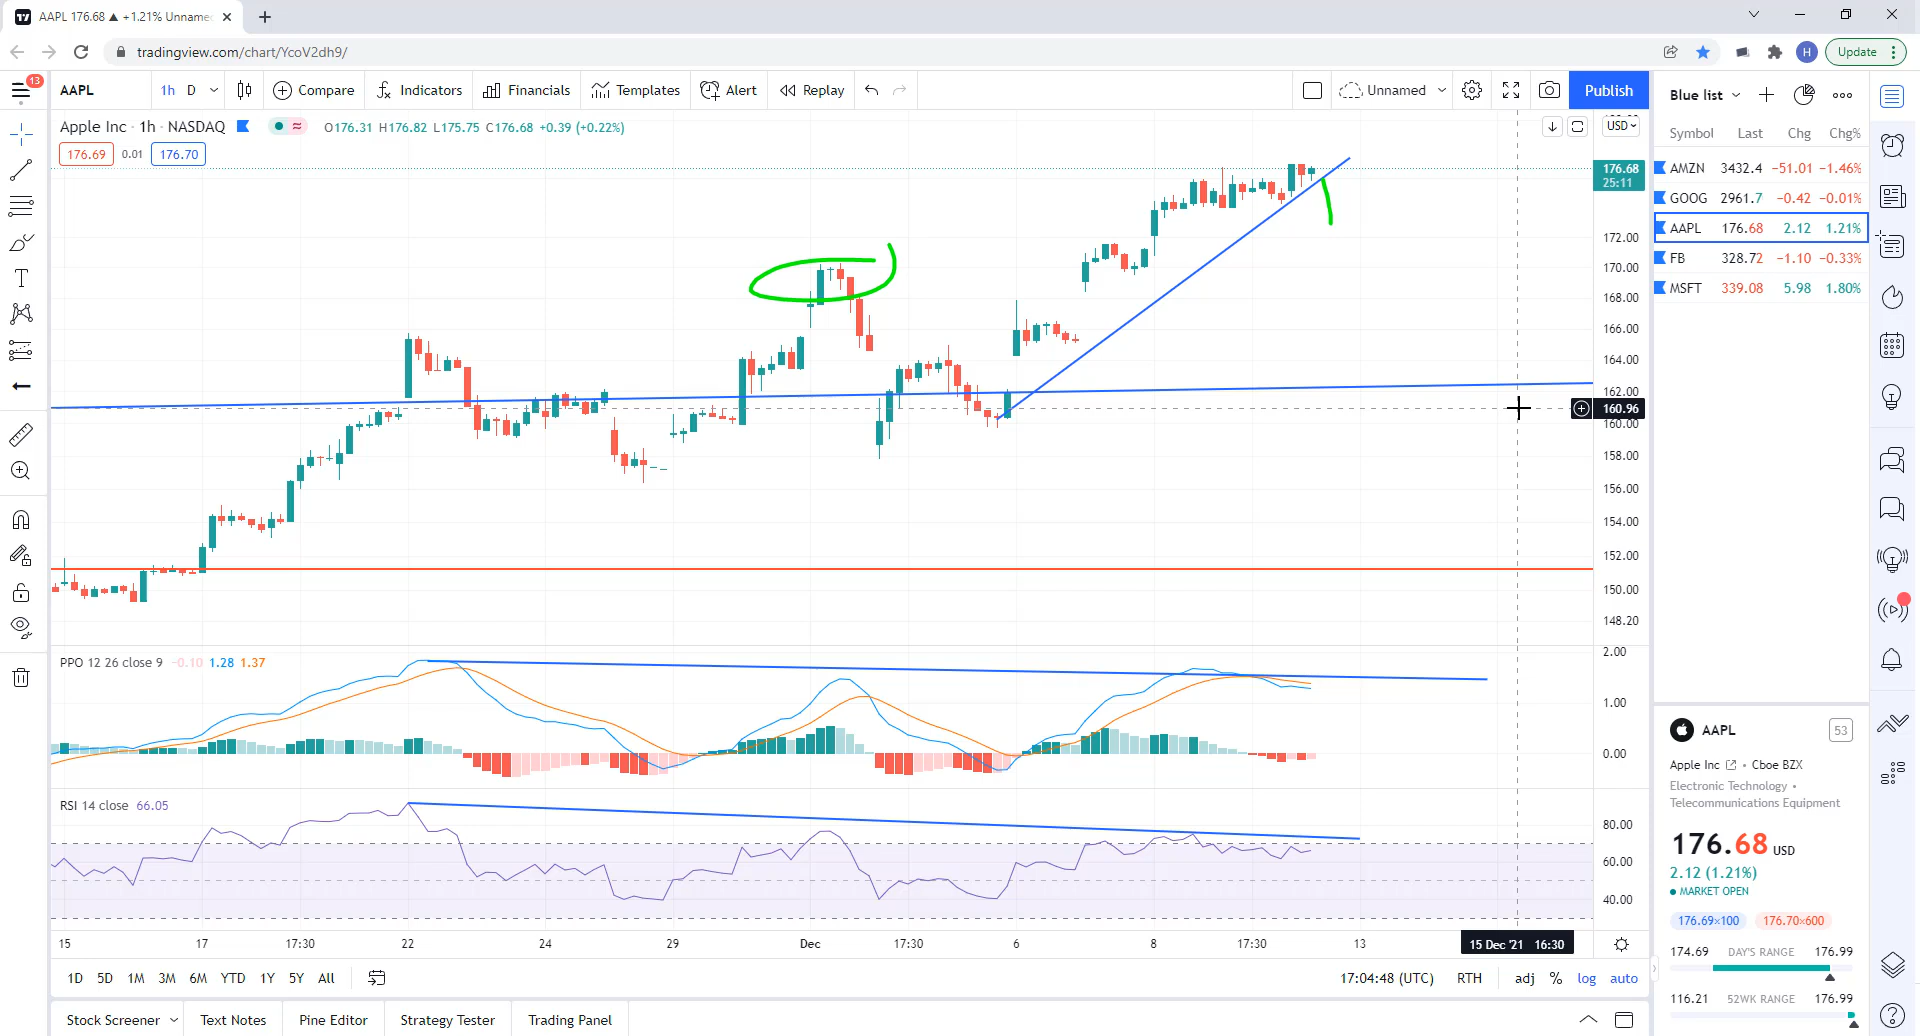 AAPL 176.68 ▲ +1.21% Unname
tradingview.com/chart/YcoV2dh9/
H
Update
13
AAPL
1h
D
Compare
Indicators
Financials
Templates
Alert
Replay
Unnamed
Publish
Apple Inc · 1h · NASDAQ
O176.31 H176.82 L175.75 C176.68 +0.39 (+0.22%)
USD
176.69
0.01
176.70
176.68
25:11
172.00
170.00
168.00
166.00
164.00
162.00
160.96
160.00
158.00
156.00
154.00
152.00
150.00
148.20
PPO 12 26 close 9 −0.10 1.28 1.37
2.00
1.00
0.00
RSI 14 close 66.05
80.00
60.00
40.00
15
17
17:30
22
24
29
Dec
17:30
6
8
17:30
13
15 Dec '21 16:30
1D
5D
1M
3M
6M
YTD
1Y
5Y
All
17:04:48 (UTC)
RTH
adj
%
log
auto
Stock Screener
Text Notes
Pine Editor
Strategy Tester
Trading Panel
Blue list
Symbol Last Chg Chg%
AMZN 3432.4 −51.01 −1.46%
GOOG 2961.7 −0.42 −0.01%
AAPL 176.68 2.12 1.21%
FB 328.72 −1.10 −0.33%
MSFT 339.08 5.98 1.80%
AAPL
53
Apple Inc • Cboe BZX
Electronic Technology •
Telecommunications Equipment
176.68 USD
2.12 (1.21%)
MARKET OPEN
176.69×100
176.70×600
174.69 DAY'S RANGE 176.99
116.21 52WK RANGE 176.99